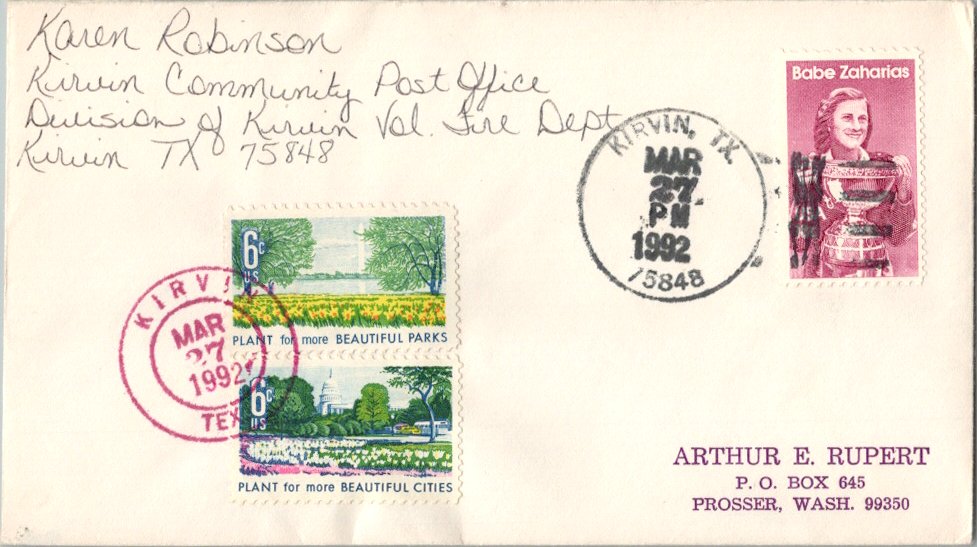 Karen Robinson
Kirvin Community Post Office
Division of Kirvin Vol. Fire Dept
Kirvin TX 75848
Babe Zaharias
KIRVIN, TX
MAR
27
PM
1992
75848
6c
US
PLANT for more BEAUTIFUL PARKS
KIRVIN
MAR
27
1992
TEX
6c
US
PLANT for more BEAUTIFUL CITIES
ARTHUR E. RUPERT
P. O. BOX 645
PROSSER, WASH. 99350